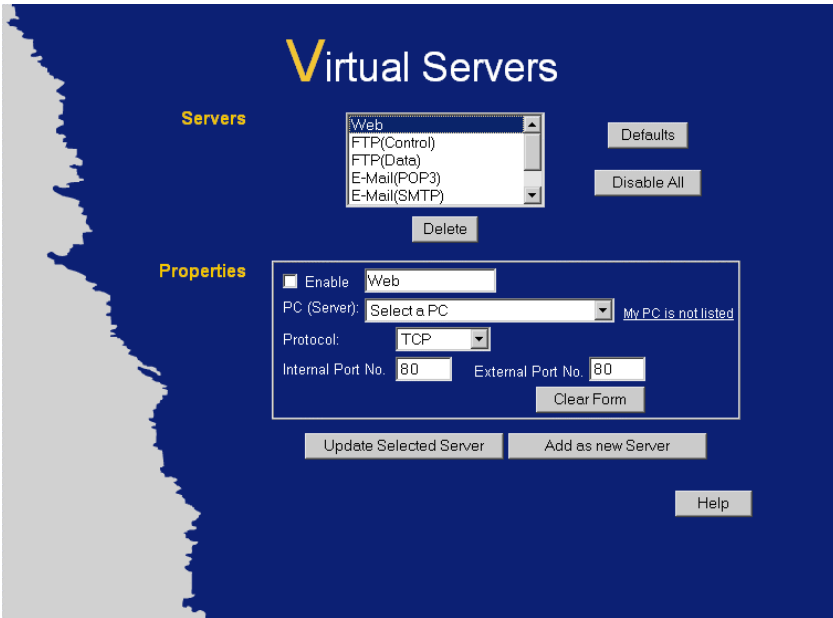 Virtual Servers
Servers
Web
FTP(Control)
FTP(Data)
E-Mail(POP3)
E-Mail(SMTP)
Defaults
Disable All
Delete
Properties
Enable Web
PC (Server): Select a PC My PC is not listed
Protocol: TCP
Internal Port No. 80 External Port No. 80
Clear Form
Update Selected Server Add as new Server
Help